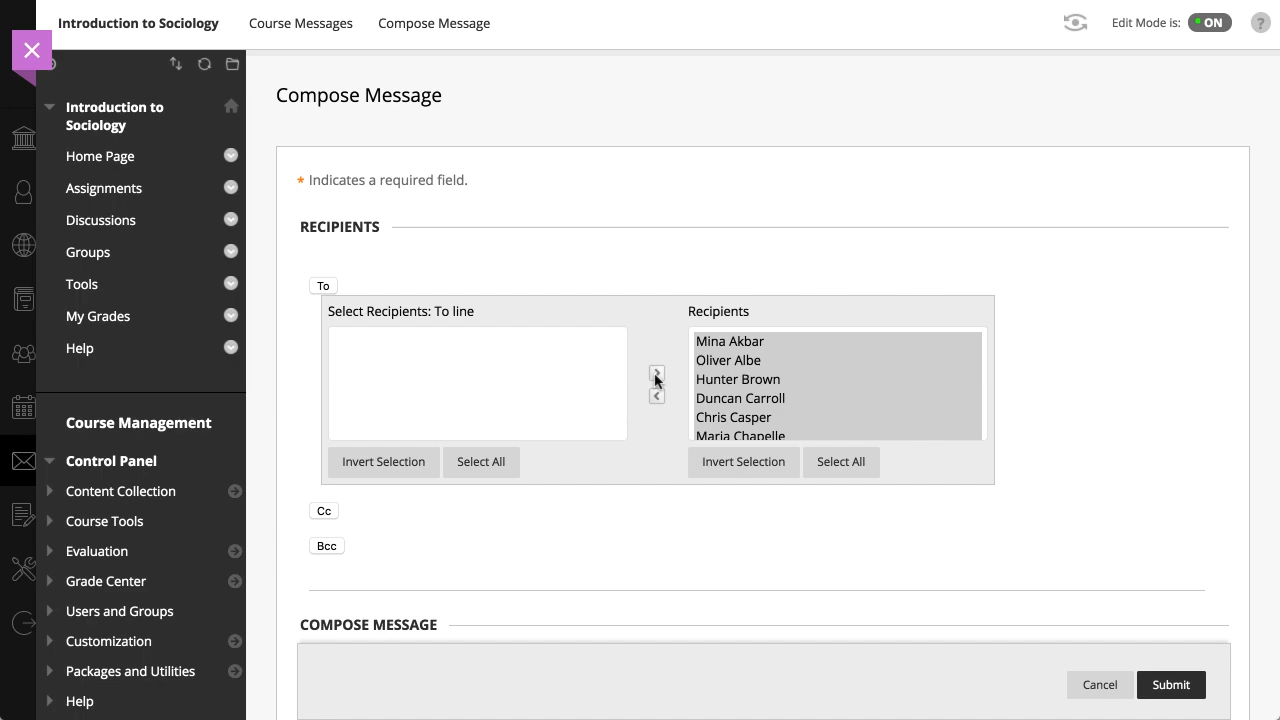 Introduction to Sociology Course Messages Compose Message Edit Mode is: ON ?
Introduction to
Sociology
Home Page
Assignments
Discussions
Groups
Tools
My Grades
Help
Course Management
Control Panel
Content Collection
Course Tools
Evaluation
Grade Center
Users and Groups
Customization
Packages and Utilities
Help
Compose Message
* Indicates a required field.
RECIPIENTS
To
Select Recipients: To line
Recipients
Mina Akbar
Oliver Albe
Hunter Brown
Duncan Carroll
Chris Casper
Maria Chapelle
Invert Selection Select All
Invert Selection Select All
Cc
Bcc
COMPOSE MESSAGE
Cancel Submit